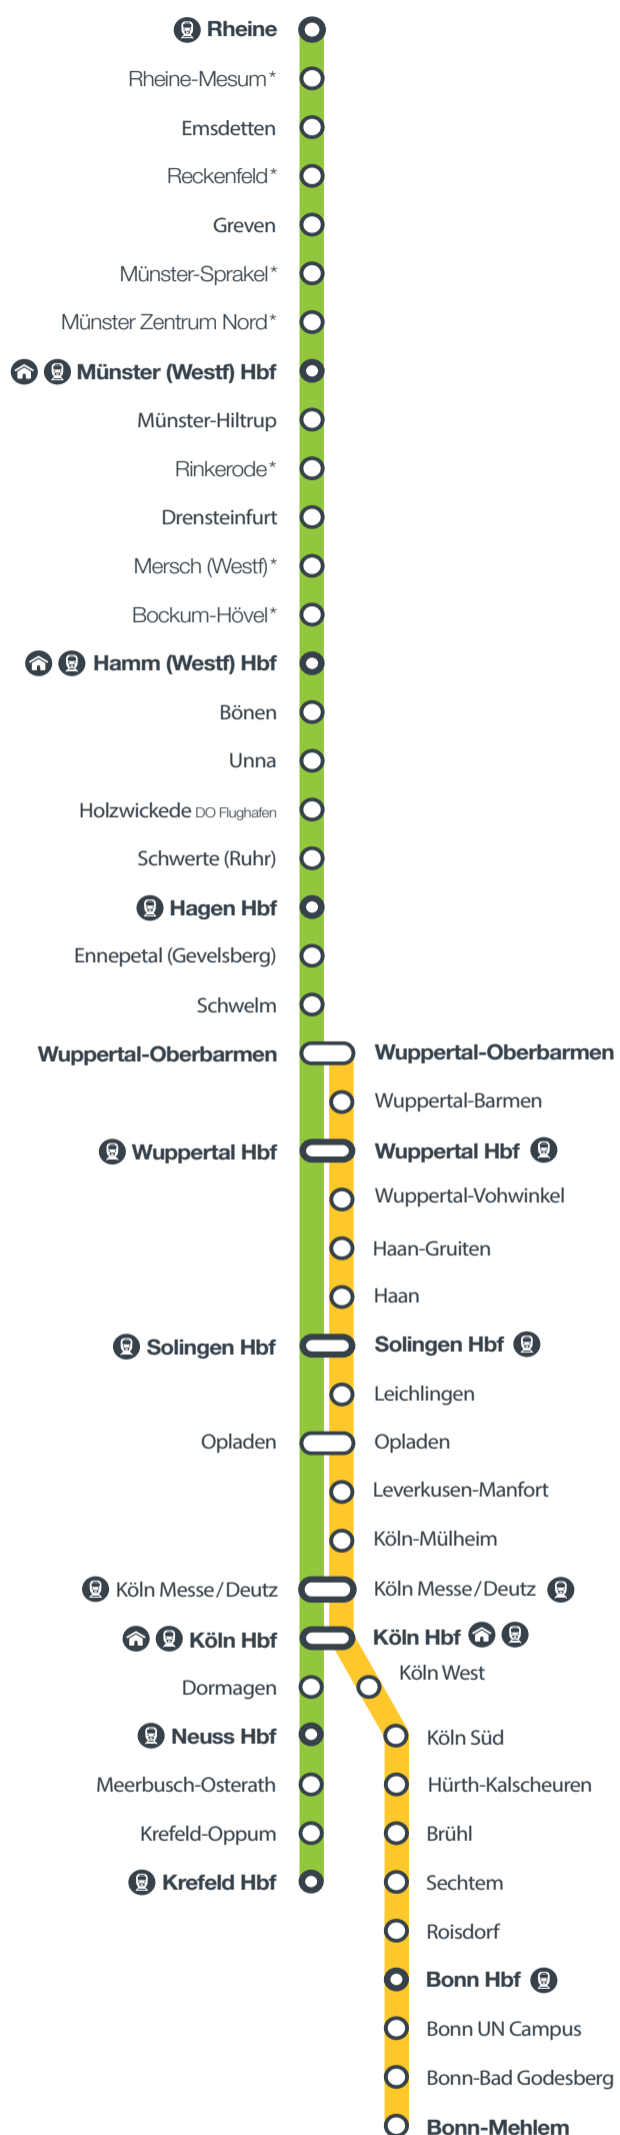 Rheine
Rheine-Mesum*
Emsdetten
Reckenfeld*
Greven
Münster-Sprakel*
Münster Zentrum Nord*
Münster (Westf) Hbf
Münster-Hiltrup
Rinkerode*
Drensteinfurt
Mersch (Westf)*
Bockum-Hövel*
Hamm (Westf) Hbf
Bönen
Unna
Holzwickede DO Flughafen
Schwerte (Ruhr)
Hagen Hbf
Ennepetal (Gevelsberg)
Schwelm
Wuppertal-Oberbarmen Wuppertal-Oberbarmen
Wuppertal-Barmen
Wuppertal Hbf Wuppertal Hbf
Wuppertal-Vohwinkel
Haan-Gruiten
Haan
Solingen Hbf Solingen Hbf
Leichlingen
Opladen Opladen
Leverkusen-Manfort
Köln-Mülheim
Köln Messe/Deutz Köln Messe/Deutz
Köln Hbf Köln Hbf
Dormagen Köln West
Neuss Hbf Köln Süd
Meerbusch-Osterath Hürth-Kalscheuren
Krefeld-Oppum Brühl
Krefeld Hbf Sechtem
Roisdorf
Bonn Hbf
Bonn UN Campus
Bonn-Bad Godesberg
Bonn-Mehlem